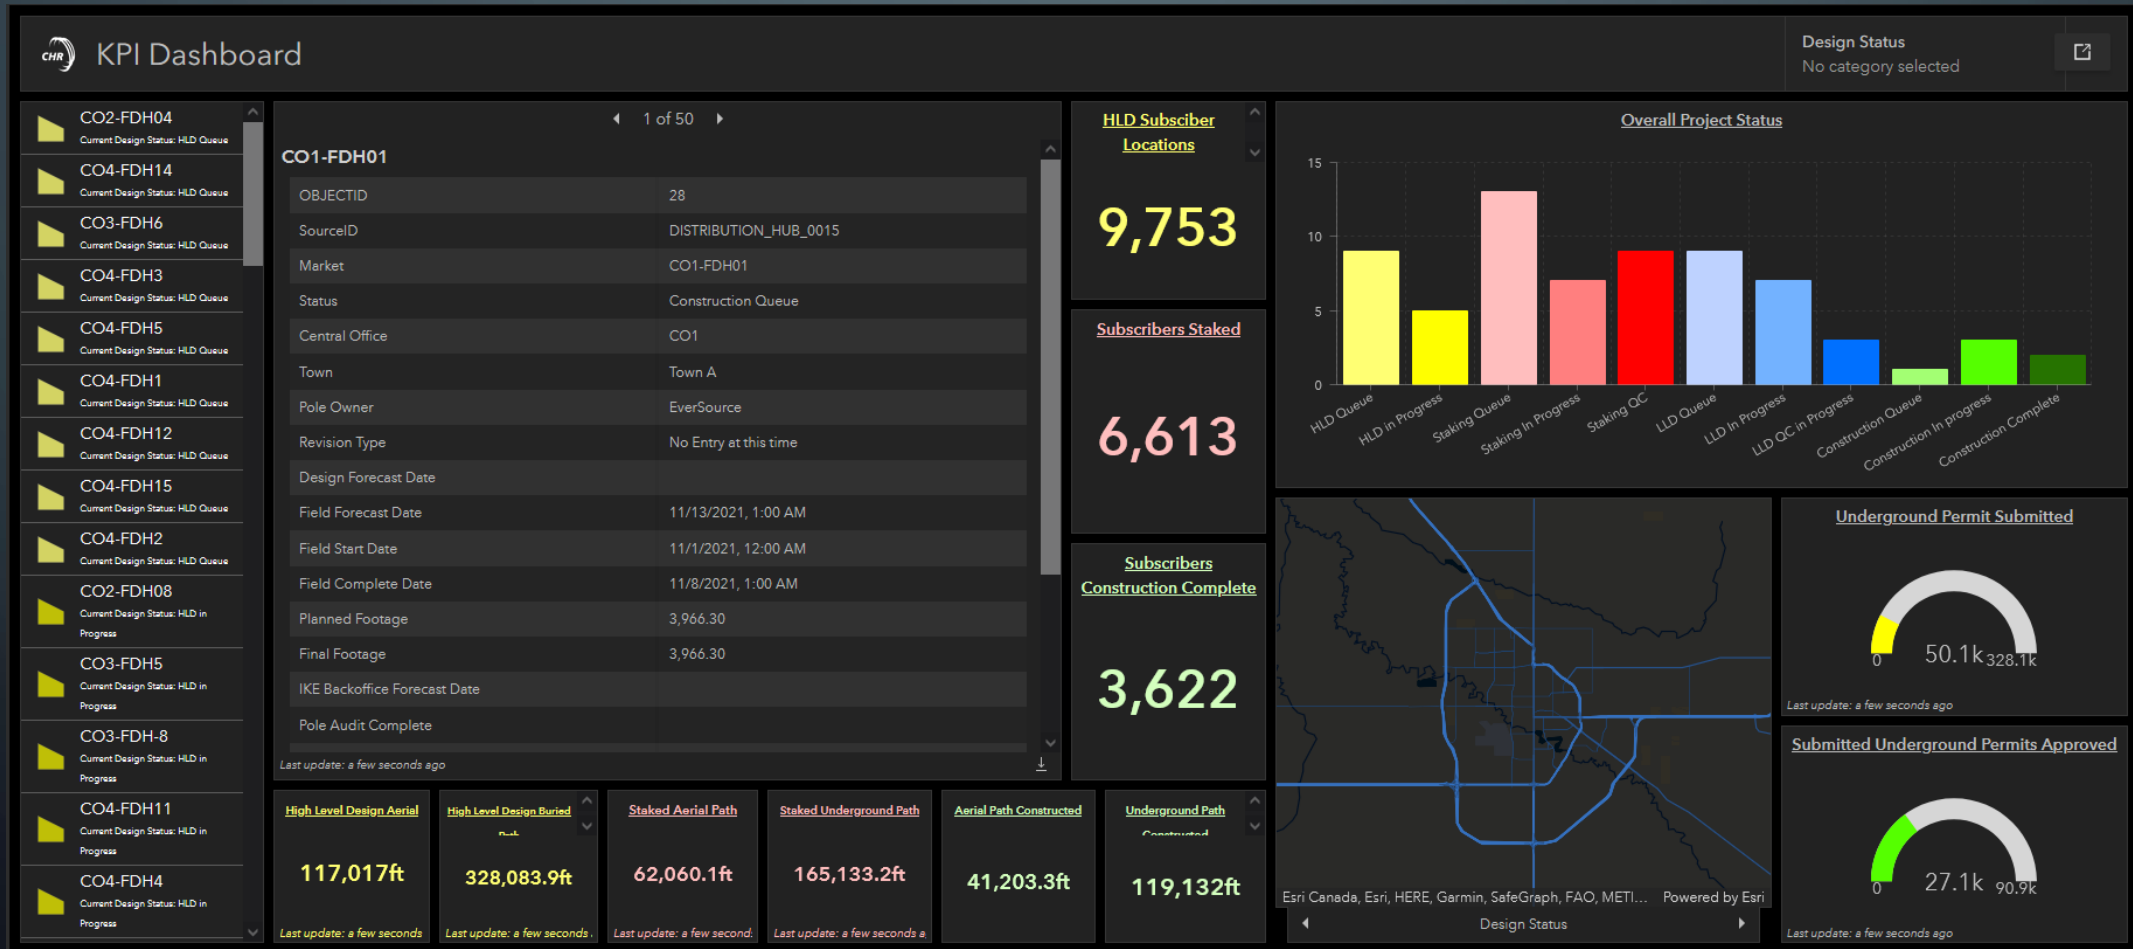 CHR
KPI Dashboard
Design Status
No category selected
CO2-FDH04
Current Design Status: HLD Queue
CO4-FDH14
Current Design Status: HLD Queue
CO3-FDH6
Current Design Status: HLD Queue
CO4-FDH3
Current Design Status: HLD Queue
CO4-FDH5
Current Design Status: HLD Queue
CO4-FDH1
Current Design Status: HLD Queue
CO4-FDH12
Current Design Status: HLD Queue
CO4-FDH15
Current Design Status: HLD Queue
CO4-FDH2
Current Design Status: HLD Queue
CO2-FDH08
Current Design Status: HLD in
Progress
CO3-FDH5
Current Design Status: HLD in
Progress
CO3-FDH-8
Current Design Status: HLD in
Progress
CO4-FDH11
Current Design Status: HLD in
Progress
CO4-FDH4
Current Design Status: HLD in
Progress
1 of 50
CO1-FDH01
OBJECTID 28
SourceID DISTRIBUTION_HUB_0015
Market CO1-FDH01
Status Construction Queue
Central Office CO1
Town Town A
Pole Owner EverSource
Revision Type No Entry at this time
Design Forecast Date
Field Forecast Date 11/13/2021, 1:00 AM
Field Start Date 11/1/2021, 12:00 AM
Field Complete Date 11/8/2021, 1:00 AM
Planned Footage 3,966.30
Final Footage 3,966.30
IKE Backoffice Forecast Date
Pole Audit Complete
Last update: a few seconds ago
HLD Subsciber
Locations
9,753
Subscribers Staked
6,613
Subscribers
Construction Complete
3,622
Overall Project Status
15
10
5
0
HLD Queue
HLD in Progress
Staking Queue
Staking In Progress
Staking QC
LLD Queue
LLD In Progress
LLD QC in Progress
Construction Queue
Construction In progress
Construction Complete
Esri Canada, Esri, HERE, Garmin, SafeGraph, FAO, METI... Powered by Esri
Design Status
Underground Permit Submitted
0 50.1k 328.1k
Last update: a few seconds ago
Submitted Underground Permits Approved
0 27.1k 90.9k
Last update: a few seconds ago
High Level Design Aerial
117,017ft
Last update: a few seconds
High Level Design Buried
Path
328,083.9ft
Last update: a few seconds .
Staked Aerial Path
62,060.1ft
Last update: a few second:
Staked Underground Path
165,133.2ft
Last update: a few seconds a
Aerial Path Constructed
41,203.3ft
Underground Path
Constructed
119,132ft